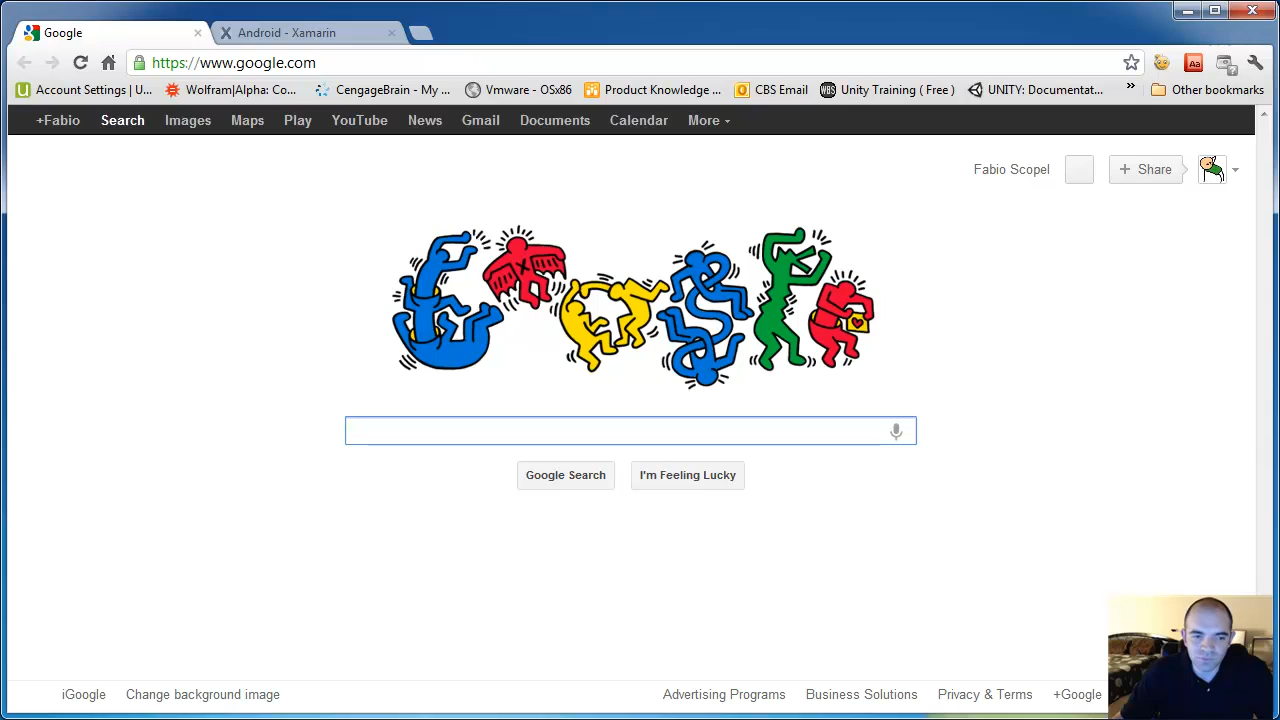 Google
Android - Xamarin
https://www.google.com
Account Settings | U...
Wolfram|Alpha: Co...
CengageBrain - My ...
Vmware - OSx86
Product Knowledge ...
CBS Email
Unity Training ( Free )
UNITY: Documentat...
Other bookmarks
+Fabio
Search
Images
Maps
Play
YouTube
News
Gmail
Documents
Calendar
More
Fabio Scopel
+ Share
Google
Google Search
I'm Feeling Lucky
iGoogle
Change background image
Advertising Programs
Business Solutions
Privacy & Terms
+Google